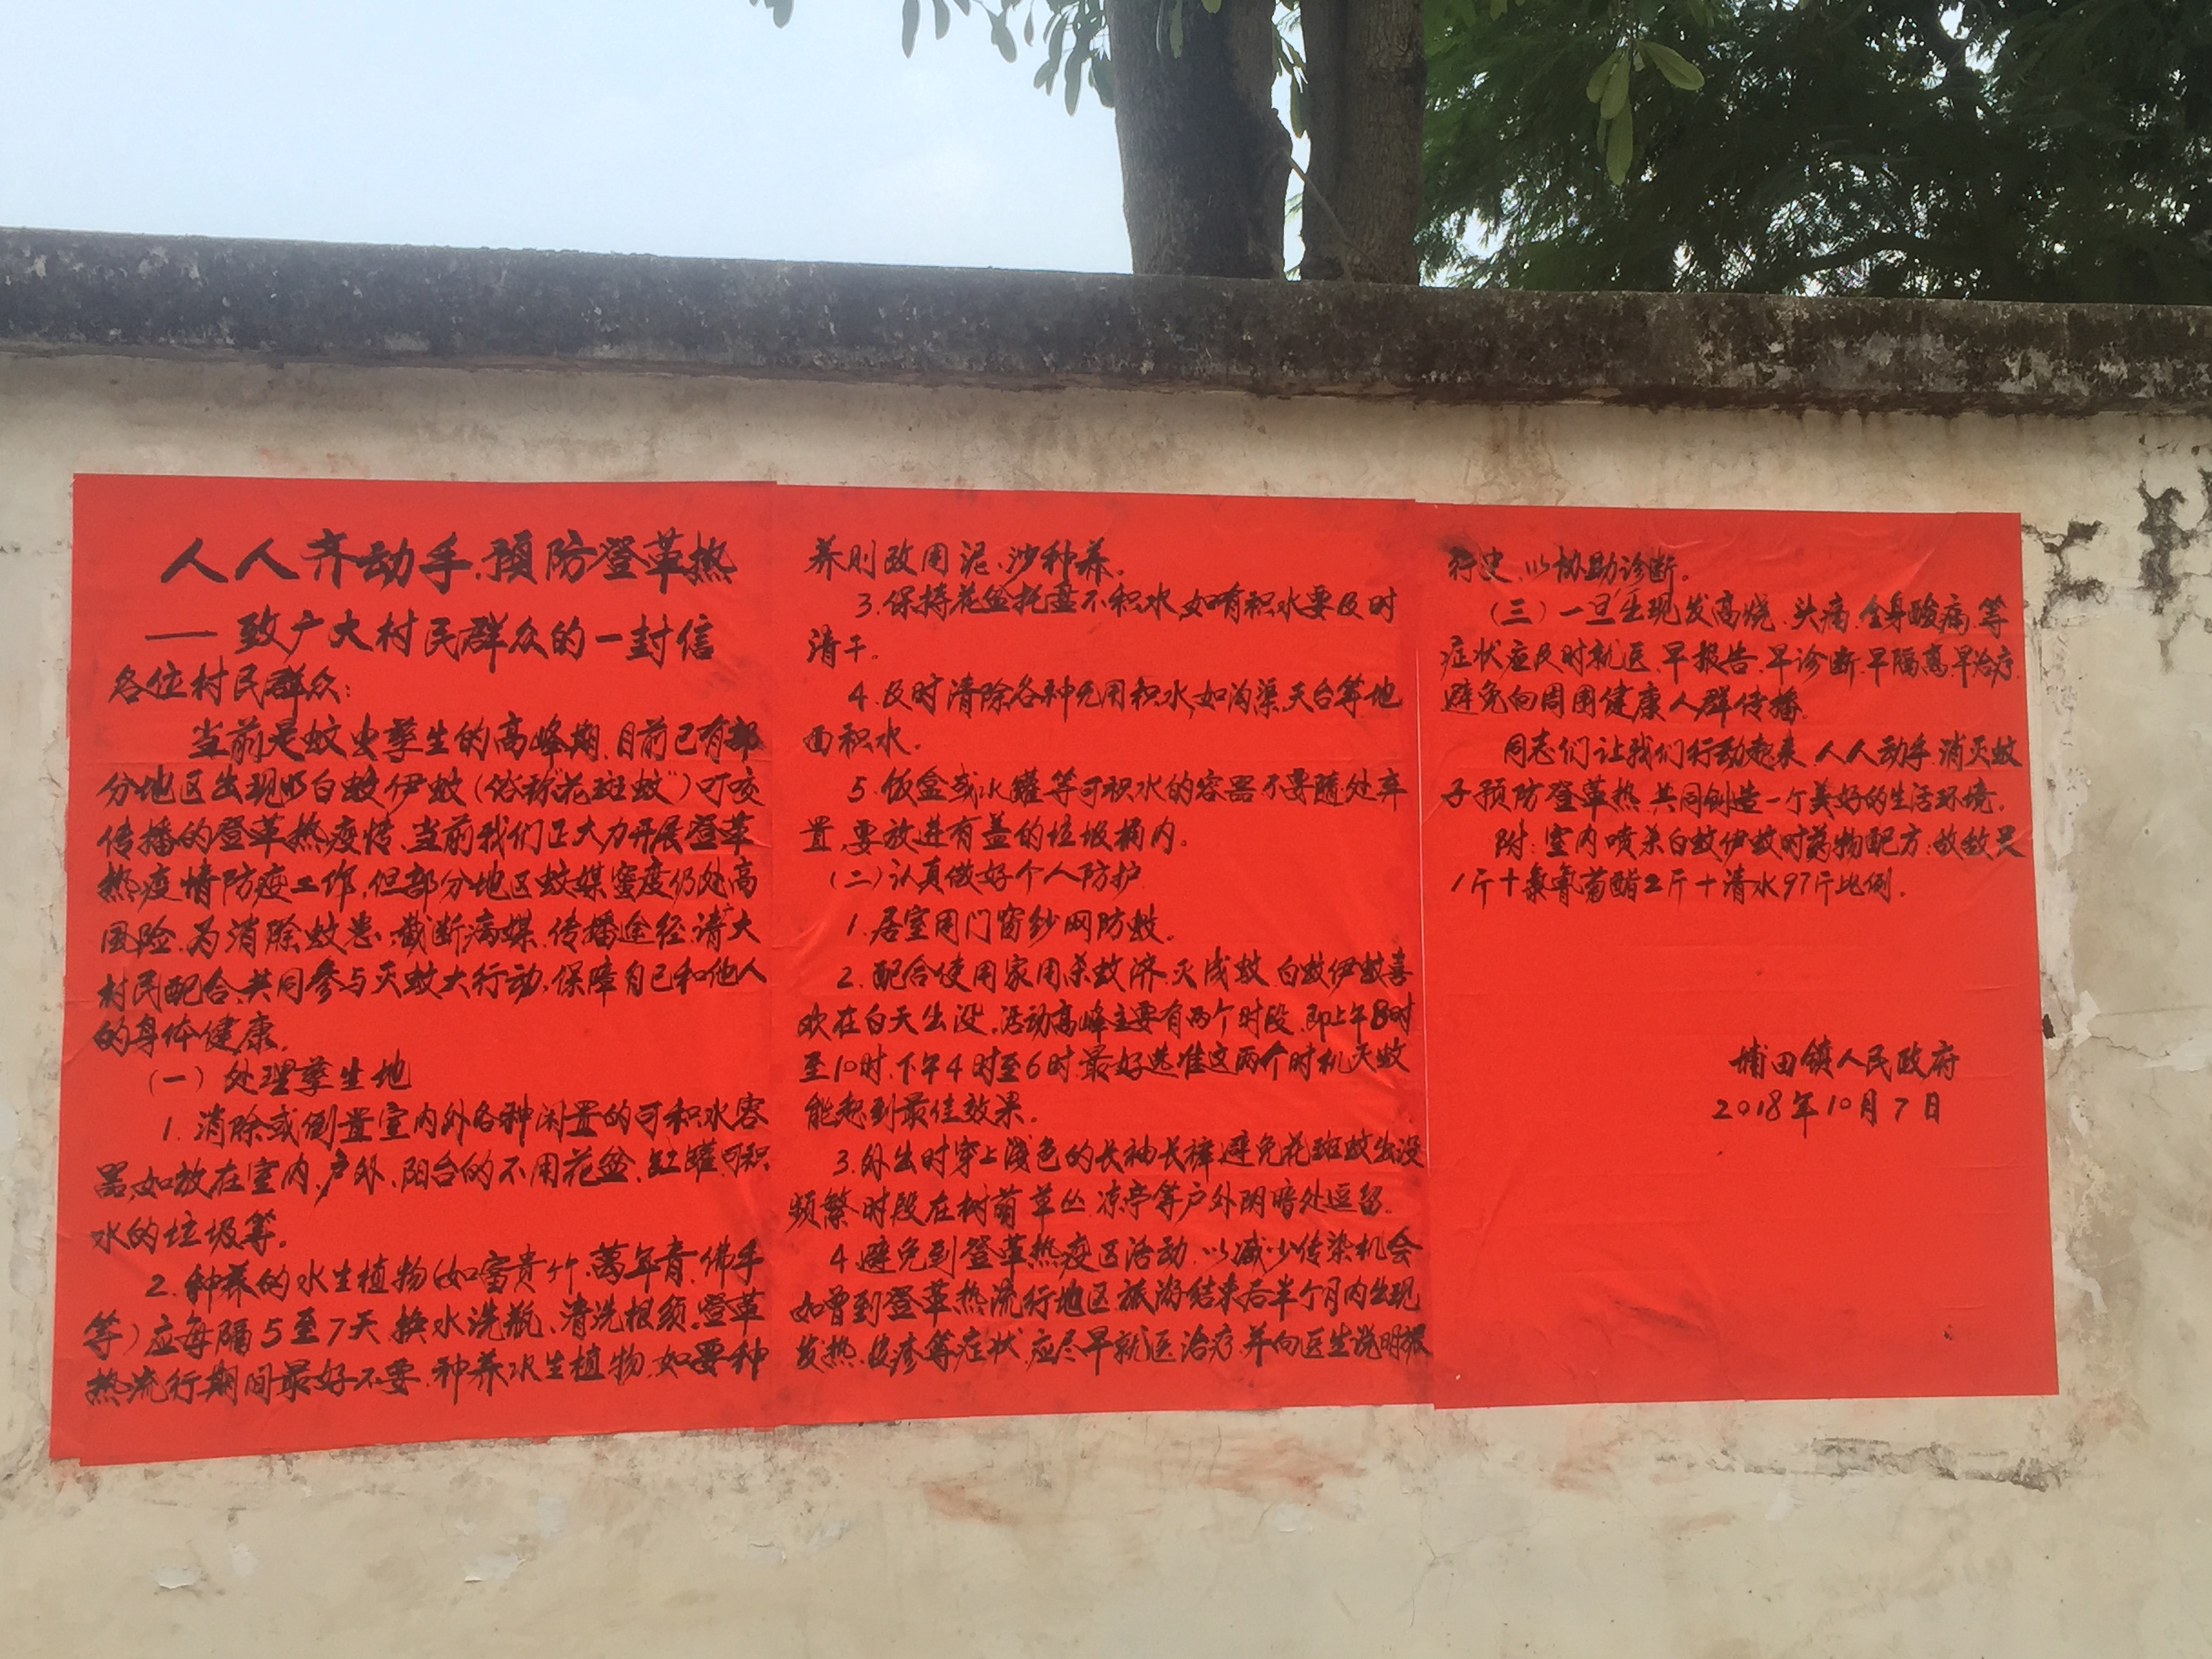 人人齐动手、预防登革热
——致广大村民群众的一封信
各位村民群众：
当前是蚊虫孳生的高峰期、目前已有部
分地区出现白蚊伊蚊(俗称“花斑蚊”)叮咬
传播的登革热疫情、当前我们正大力开展登革
热疫情防疫工作、但部分地区蚊媒密度仍处高
风险、为消除蚊患、截断病媒、传播途径、请大
村民配合、共同参与灭蚊大行动、保障自己和他人
的身体健康。
(一)处理孳生地
1.消除或倒置室内外各种闲置的可积水容
器、如放在室内、户外、阳台的不用花盆、缸罐可积
水的垃圾等。
2.种养的水生植物(如富贵竹、萬年青、佛手
等)应每隔5至7天、换水洗瓶、清洗根须。登革
热流行期间最好不要、种养水生植物、如要种
养则改用泥、沙种养。
3.保持花盆托盘不积水、如有积水要及时
清干。
4.及时清除各种无用积水、如沟渠、天台等地
面积水。
5.饭盒或水罐等可积水的容器不要随处弃
置、要放进有盖的垃圾桶内。
(二)认真做好个人防护
1.居室用门窗纱网防蚊。
2.配合使用家用杀蚊济、灭成蚊、白蚊伊蚊喜
欢在白天出没。活动高峰主要有两个时段、即上午8时
至10时、下午4时至6时、最好选准这两个时机灭蚊
能起到最佳效果。
3.外出时穿上浅色的长袖长裤、避免花斑蚊出没
频繁时段在树荫草丛、凉亭等户外阴暗处逗留。
4.避免到登革热疫区活动、以减少传染机会
如曾到登革热流行地区、旅游结束后半个月内出现
发热、皮疹等症状、应尽早就医治疗、并向医生说明旅
行史、以协助诊断。
(三)一旦出现发高烧、头痛、全身酸痛、等
症状应及时就医、早报告、早诊断、早隔离、早治疗、
避免向周围健康人群传播。
同志们让我们行动起来、人人动手、消灭蚊
子预防登革热、共同创造一个美好的生活环境。
附：室内喷杀白蚊伊蚊时药物配方：敌敌畏
1斤＋氯氰菊酯2斤＋清水97斤比例。
埔田镇人民政府
2018年10月7日